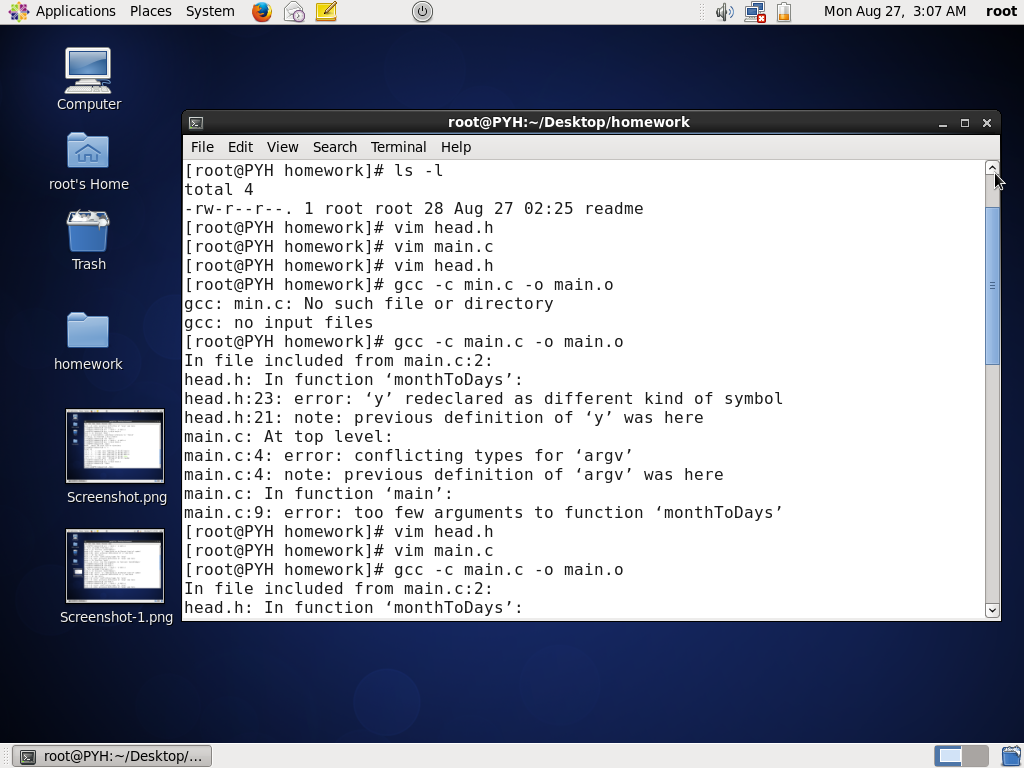 Applications Places System Mon Aug 27, 3:07 AM root
Computer
root's Home
Trash
homework
Screenshot.png
Screenshot-1.png
root@PYH:~/Desktop/homework
File Edit View Search Terminal Help
[root@PYH homework]# ls -l
total 4
-rw-r--r--. 1 root root 28 Aug 27 02:25 readme
[root@PYH homework]# vim head.h
[root@PYH homework]# vim main.c
[root@PYH homework]# vim head.h
[root@PYH homework]# gcc -c min.c -o main.o
gcc: min.c: No such file or directory
gcc: no input files
[root@PYH homework]# gcc -c main.c -o main.o
In file included from main.c:2:
head.h: In function ‘monthToDays’:
head.h:23: error: ‘y’ redeclared as different kind of symbol
head.h:21: note: previous definition of ‘y’ was here
main.c: At top level:
main.c:4: error: conflicting types for ‘argv’
main.c:4: note: previous definition of ‘argv’ was here
main.c: In function ‘main’:
main.c:9: error: too few arguments to function ‘monthToDays’
[root@PYH homework]# vim head.h
[root@PYH homework]# vim main.c
[root@PYH homework]# gcc -c main.c -o main.o
In file included from main.c:2:
head.h: In function ‘monthToDays’:
root@PYH:~/Desktop/...